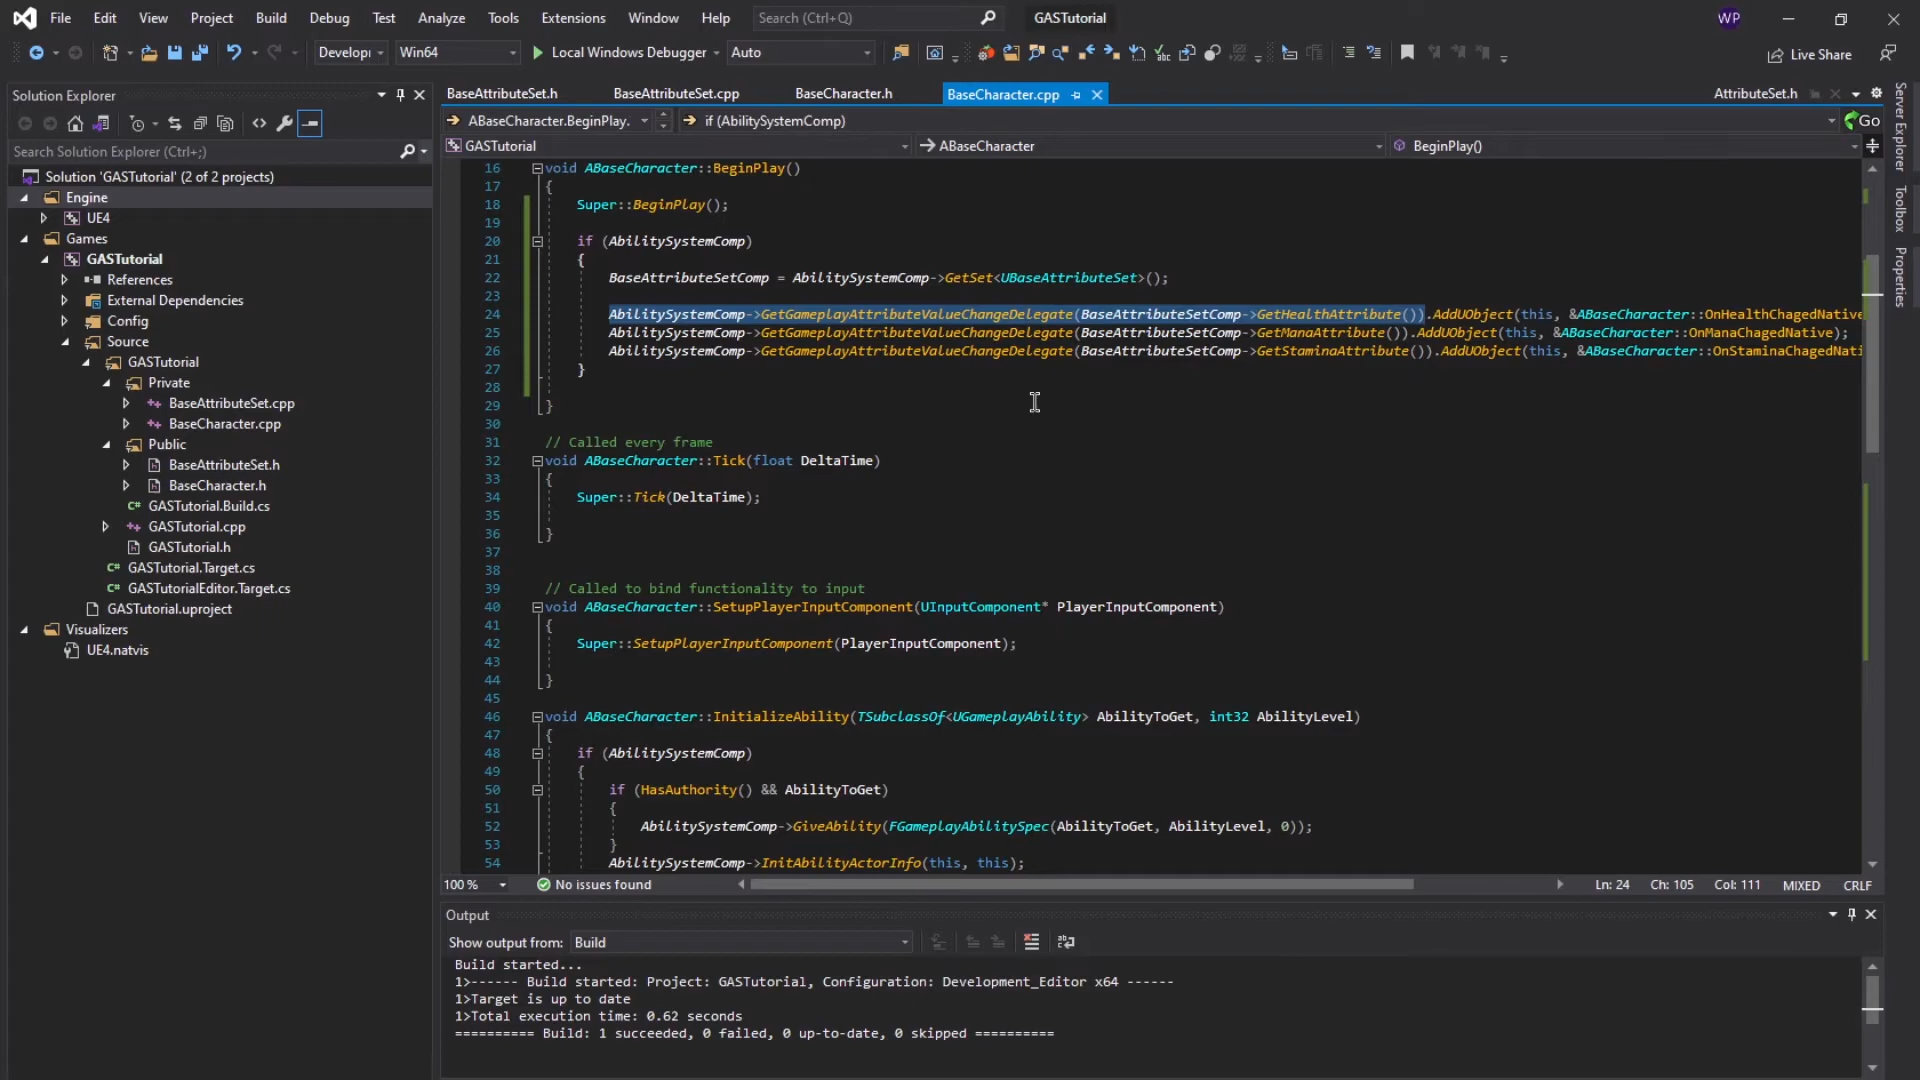 File Edit View Project Build Debug Test Analyze Tools Extensions Window Help Search (Ctrl+Q) GASTutorial WP
Develop Win64 Local Windows Debugger Auto Live Share
Solution Explorer
Search Solution Explorer (Ctrl+;)
Solution 'GASTutorial' (2 of 2 projects)
Engine
UE4
Games
GASTutorial
References
External Dependencies
Config
Source
GASTutorial
Private
BaseAttributeSet.cpp
BaseCharacter.cpp
Public
BaseAttributeSet.h
BaseCharacter.h
GASTutorial.Build.cs
GASTutorial.cpp
GASTutorial.h
GASTutorial.Target.cs
GASTutorialEditor.Target.cs
GASTutorial.uproject
Visualizers
UE4.natvis
BaseAttributeSet.h BaseAttributeSet.cpp BaseCharacter.h BaseCharacter.cpp AttributeSet.h
ABaseCharacter.BeginPlay. if (AbilitySystemComp) Go
GASTutorial ABaseCharacter BeginPlay()
16 void ABaseCharacter::BeginPlay()
17 {
18 Super::BeginPlay();
19
20 if (AbilitySystemComp)
21 {
22 BaseAttributeSetComp = AbilitySystemComp->GetSet<UBaseAttributeSet>();
23
24 AbilitySystemComp->GetGameplayAttributeValueChangeDelegate(BaseAttributeSetComp->GetHealthAttribute()).AddUObject(this, &ABaseCharacter::OnHealthChagedNative
25 AbilitySystemComp->GetGameplayAttributeValueChangeDelegate(BaseAttributeSetComp->GetManaAttribute()).AddUObject(this, &ABaseCharacter::OnManaChagedNative);
26 AbilitySystemComp->GetGameplayAttributeValueChangeDelegate(BaseAttributeSetComp->GetStaminaAttribute()).AddUObject(this, &ABaseCharacter::OnStaminaChagedNati
27 }
28
29 }
30
31 // Called every frame
32 void ABaseCharacter::Tick(float DeltaTime)
33 {
34 Super::Tick(DeltaTime);
35
36 }
37
38
39 // Called to bind functionality to input
40 void ABaseCharacter::SetupPlayerInputComponent(UInputComponent* PlayerInputComponent)
41 {
42 Super::SetupPlayerInputComponent(PlayerInputComponent);
43
44 }
45
46 void ABaseCharacter::InitializeAbility(TSubclassOf<UGameplayAbility> AbilityToGet, int32 AbilityLevel)
47 {
48 if (AbilitySystemComp)
49 {
50 if (HasAuthority() && AbilityToGet)
51 {
52 AbilitySystemComp->GiveAbility(FGameplayAbilitySpec(AbilityToGet, AbilityLevel, 0));
53 }
54 AbilitySystemComp->InitAbilityActorInfo(this, this);
100 % No issues found Ln: 24 Ch: 105 Col: 111 MIXED CRLF
Output
Show output from: Build
Build started...
1>------ Build started: Project: GASTutorial, Configuration: Development_Editor x64 ------
1>Target is up to date
1>Total execution time: 0.62 seconds
========== Build: 1 succeeded, 0 failed, 0 up-to-date, 0 skipped ==========
Server Explorer
Toolbox
Properties